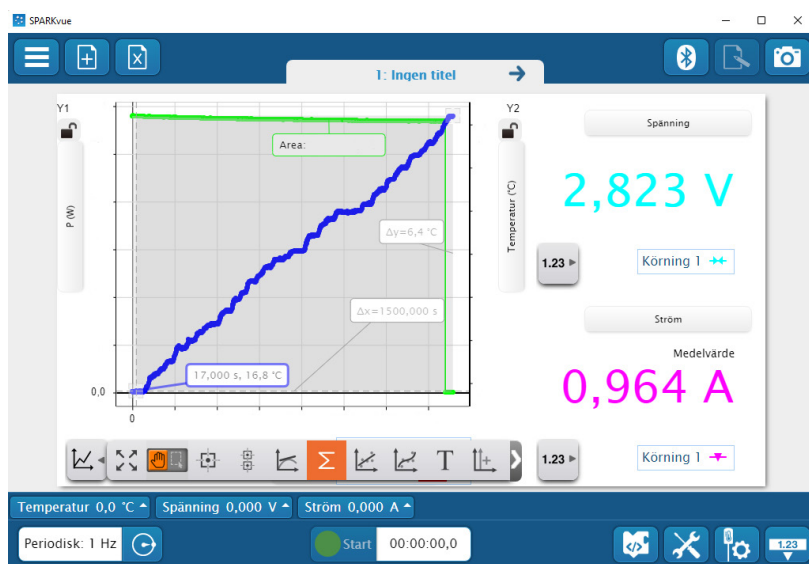 SPARKvue
1: Ingen titel
Y1
Y2
P (W)
Temperatur (°C)
Area:
Δy=6,4 °C
Δx=1500,000 s
17,000 s, 16,8 °C
0,0
0
Spänning
2,823 V
1.23
Körning 1
Ström
Medelvärde
0,964 A
1.23
Körning 1
Σ
T
Temperatur 0,0 °C
Spänning 0,000 V
Ström 0,000 A
Periodisk: 1 Hz
Start
00:00:00,0
1.23